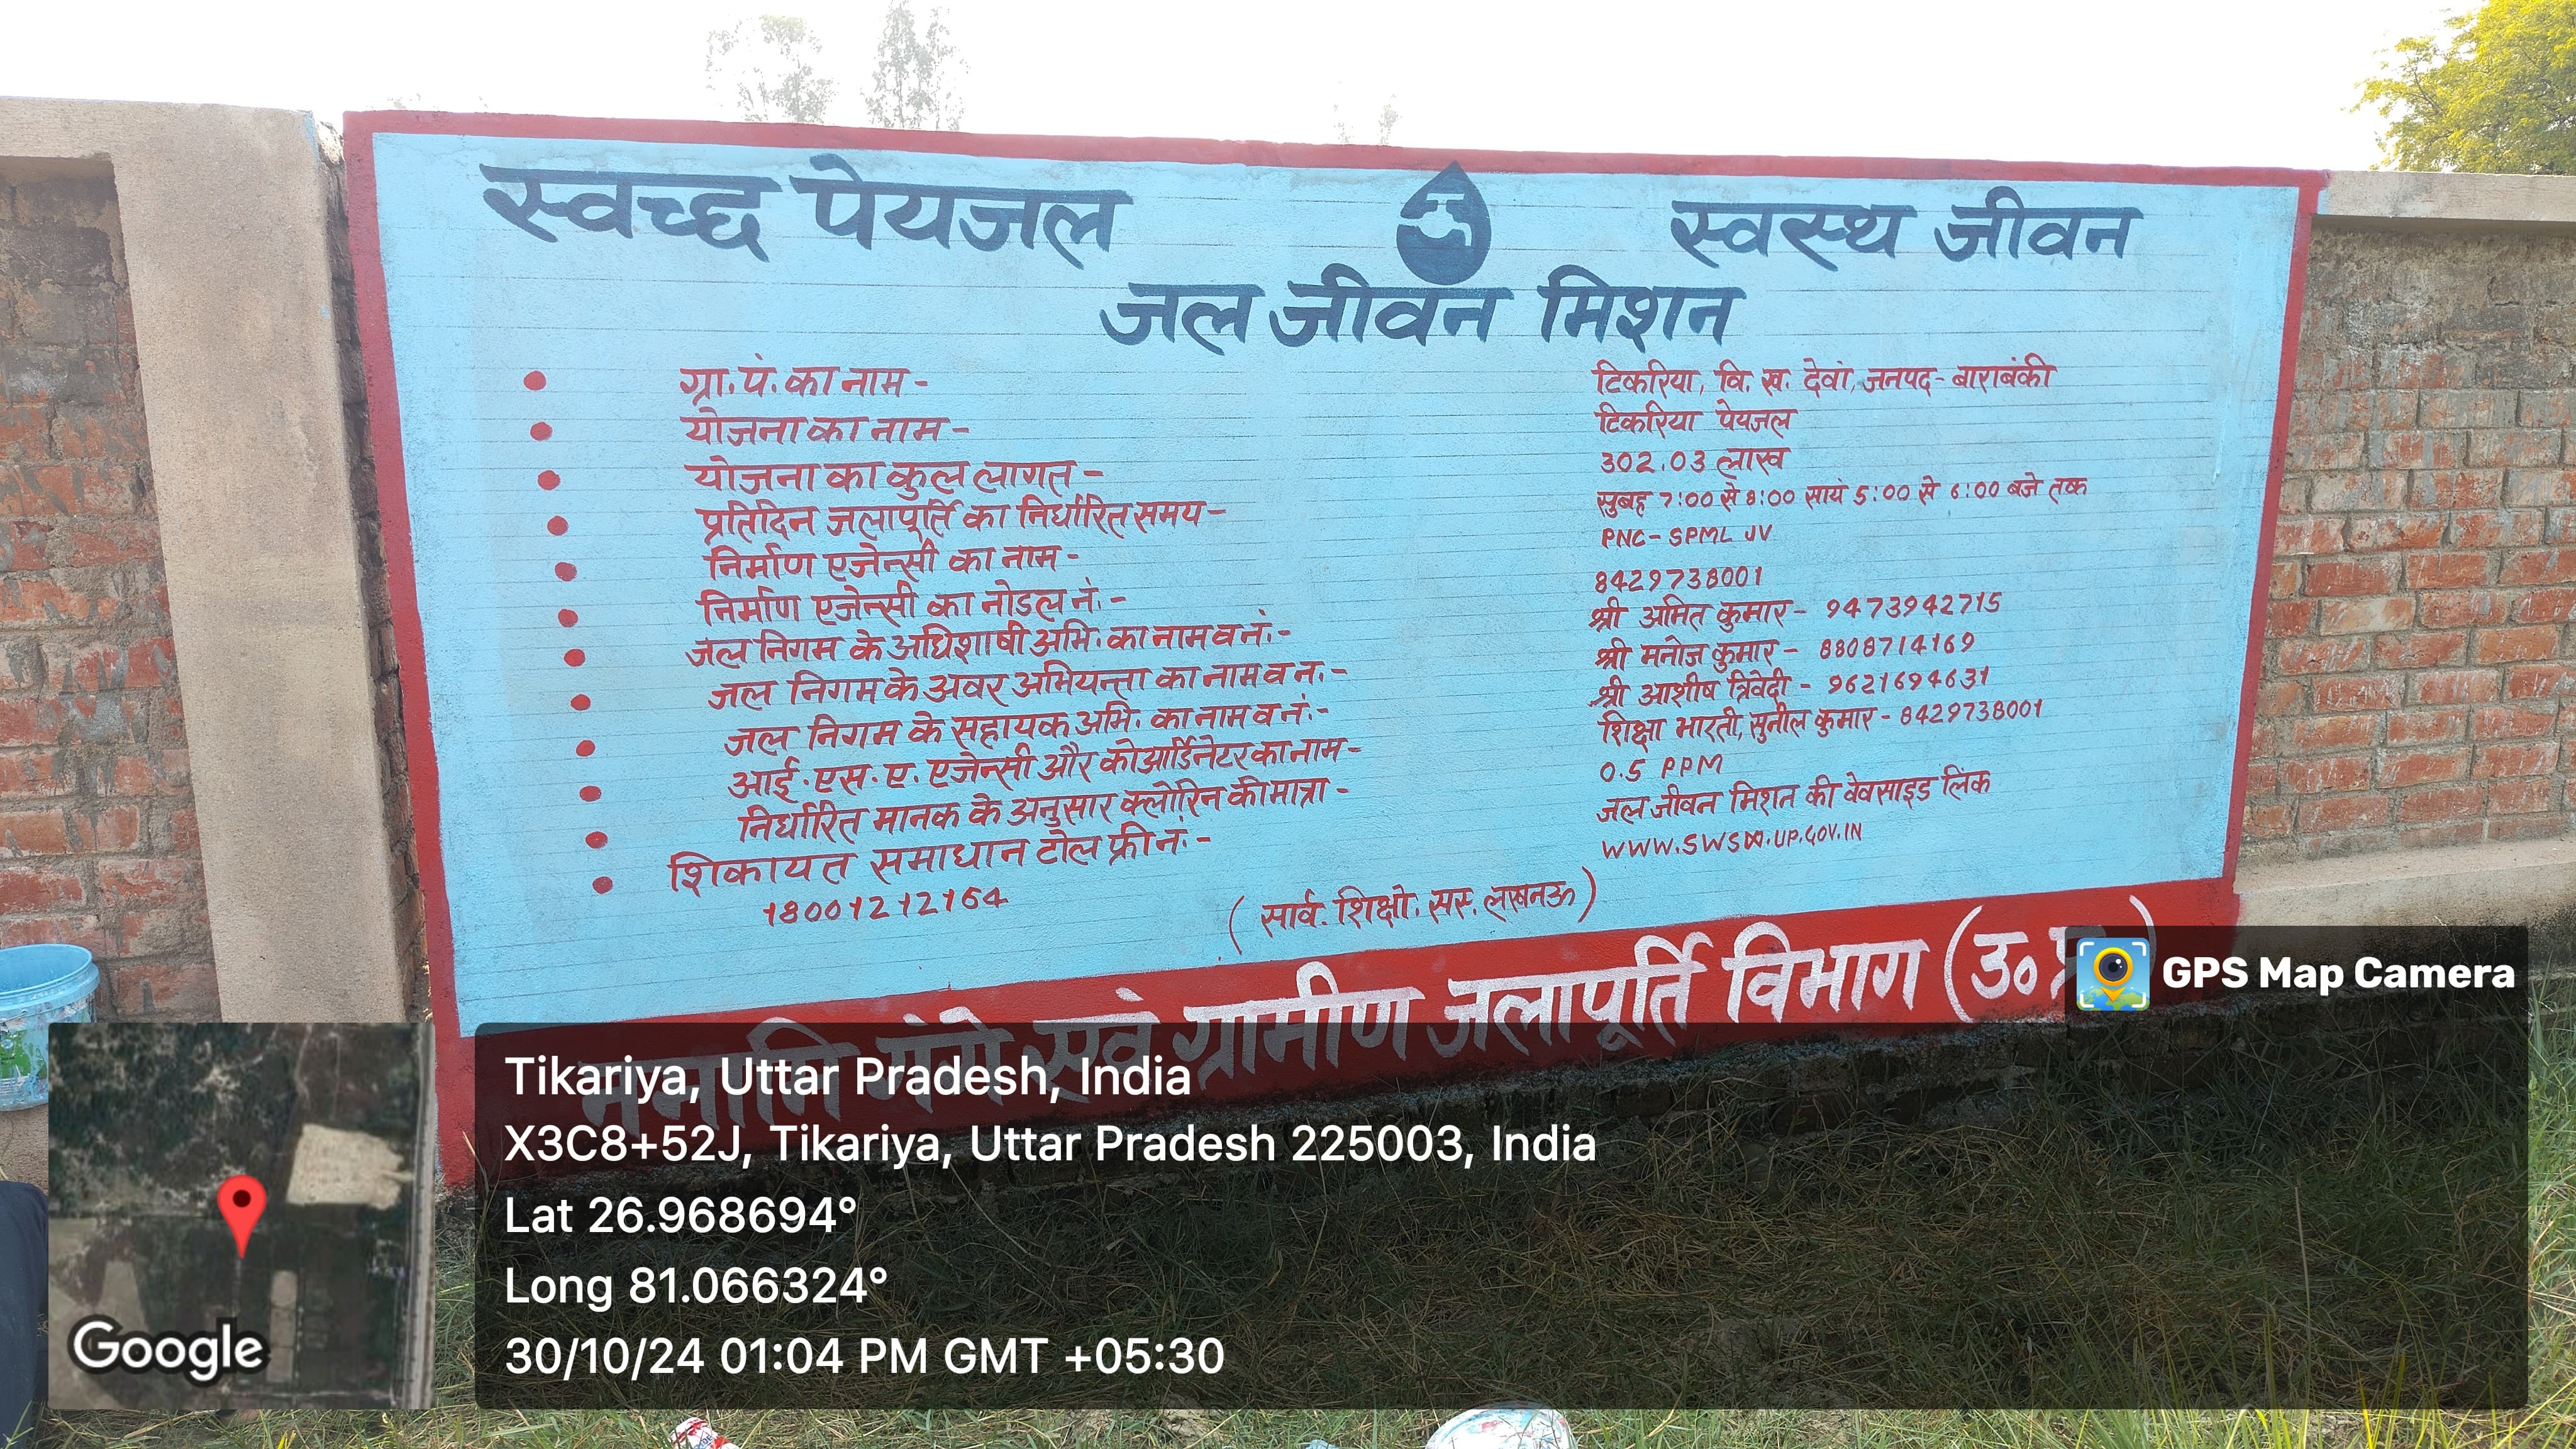 स्वच्छ पेयजल स्वस्थ जीवन
जल जीवन मिशन
ग्रा.पं. का नाम - टिकरिया, वि. ख. देवां, जनपद - बाराबंकी
योजना का नाम - टिकरिया पेयजल
योजना का कुल लागत - 302.03 लाख
प्रतिदिन जलापूर्ति का निर्धारित समय - सुबह 7:00 से 8:00 सायं 5:00 से 6:00 बजे तक
निर्माण एजेन्सी का नाम - PNC - SPML JV
निर्माण एजेन्सी का नोडल नं. - 8429738001
जल निगम के अधिशाषी अभि. का नाम व नं. - श्री अमित कुमार - 9473942715
जल निगम के अवर अभियन्ता का नाम व नं. - श्री मनोज कुमार - 8808714169
जल निगम के सहायक अभि. का नाम व नं. - श्री आशीष त्रिवेदी - 9621694631
आई.एस.ए. एजेन्सी और कोआर्डिनेटर का नाम - शिक्षा भारती, सुनील कुमार - 8429738001
निर्धारित मानक के अनुसार क्लोरिन की मात्रा - 0.5 PPM
शिकायत समाधान टोल फ्री नं. - जल जीवन मिशन की वेवसाइड लिंक
18001212164 WWW.SWSM.UP.GOV.IN
(सार्व. शिक्षो. सस. लखनऊ)
नमामि गंगे एवं ग्रामीण जलापूर्ति विभाग (उ० प्र
GPS Map Camera
Tikariya, Uttar Pradesh, India
X3C8+52J, Tikariya, Uttar Pradesh 225003, India
Lat 26.968694°
Long 81.066324°
30/10/24 01:04 PM GMT +05:30
Google